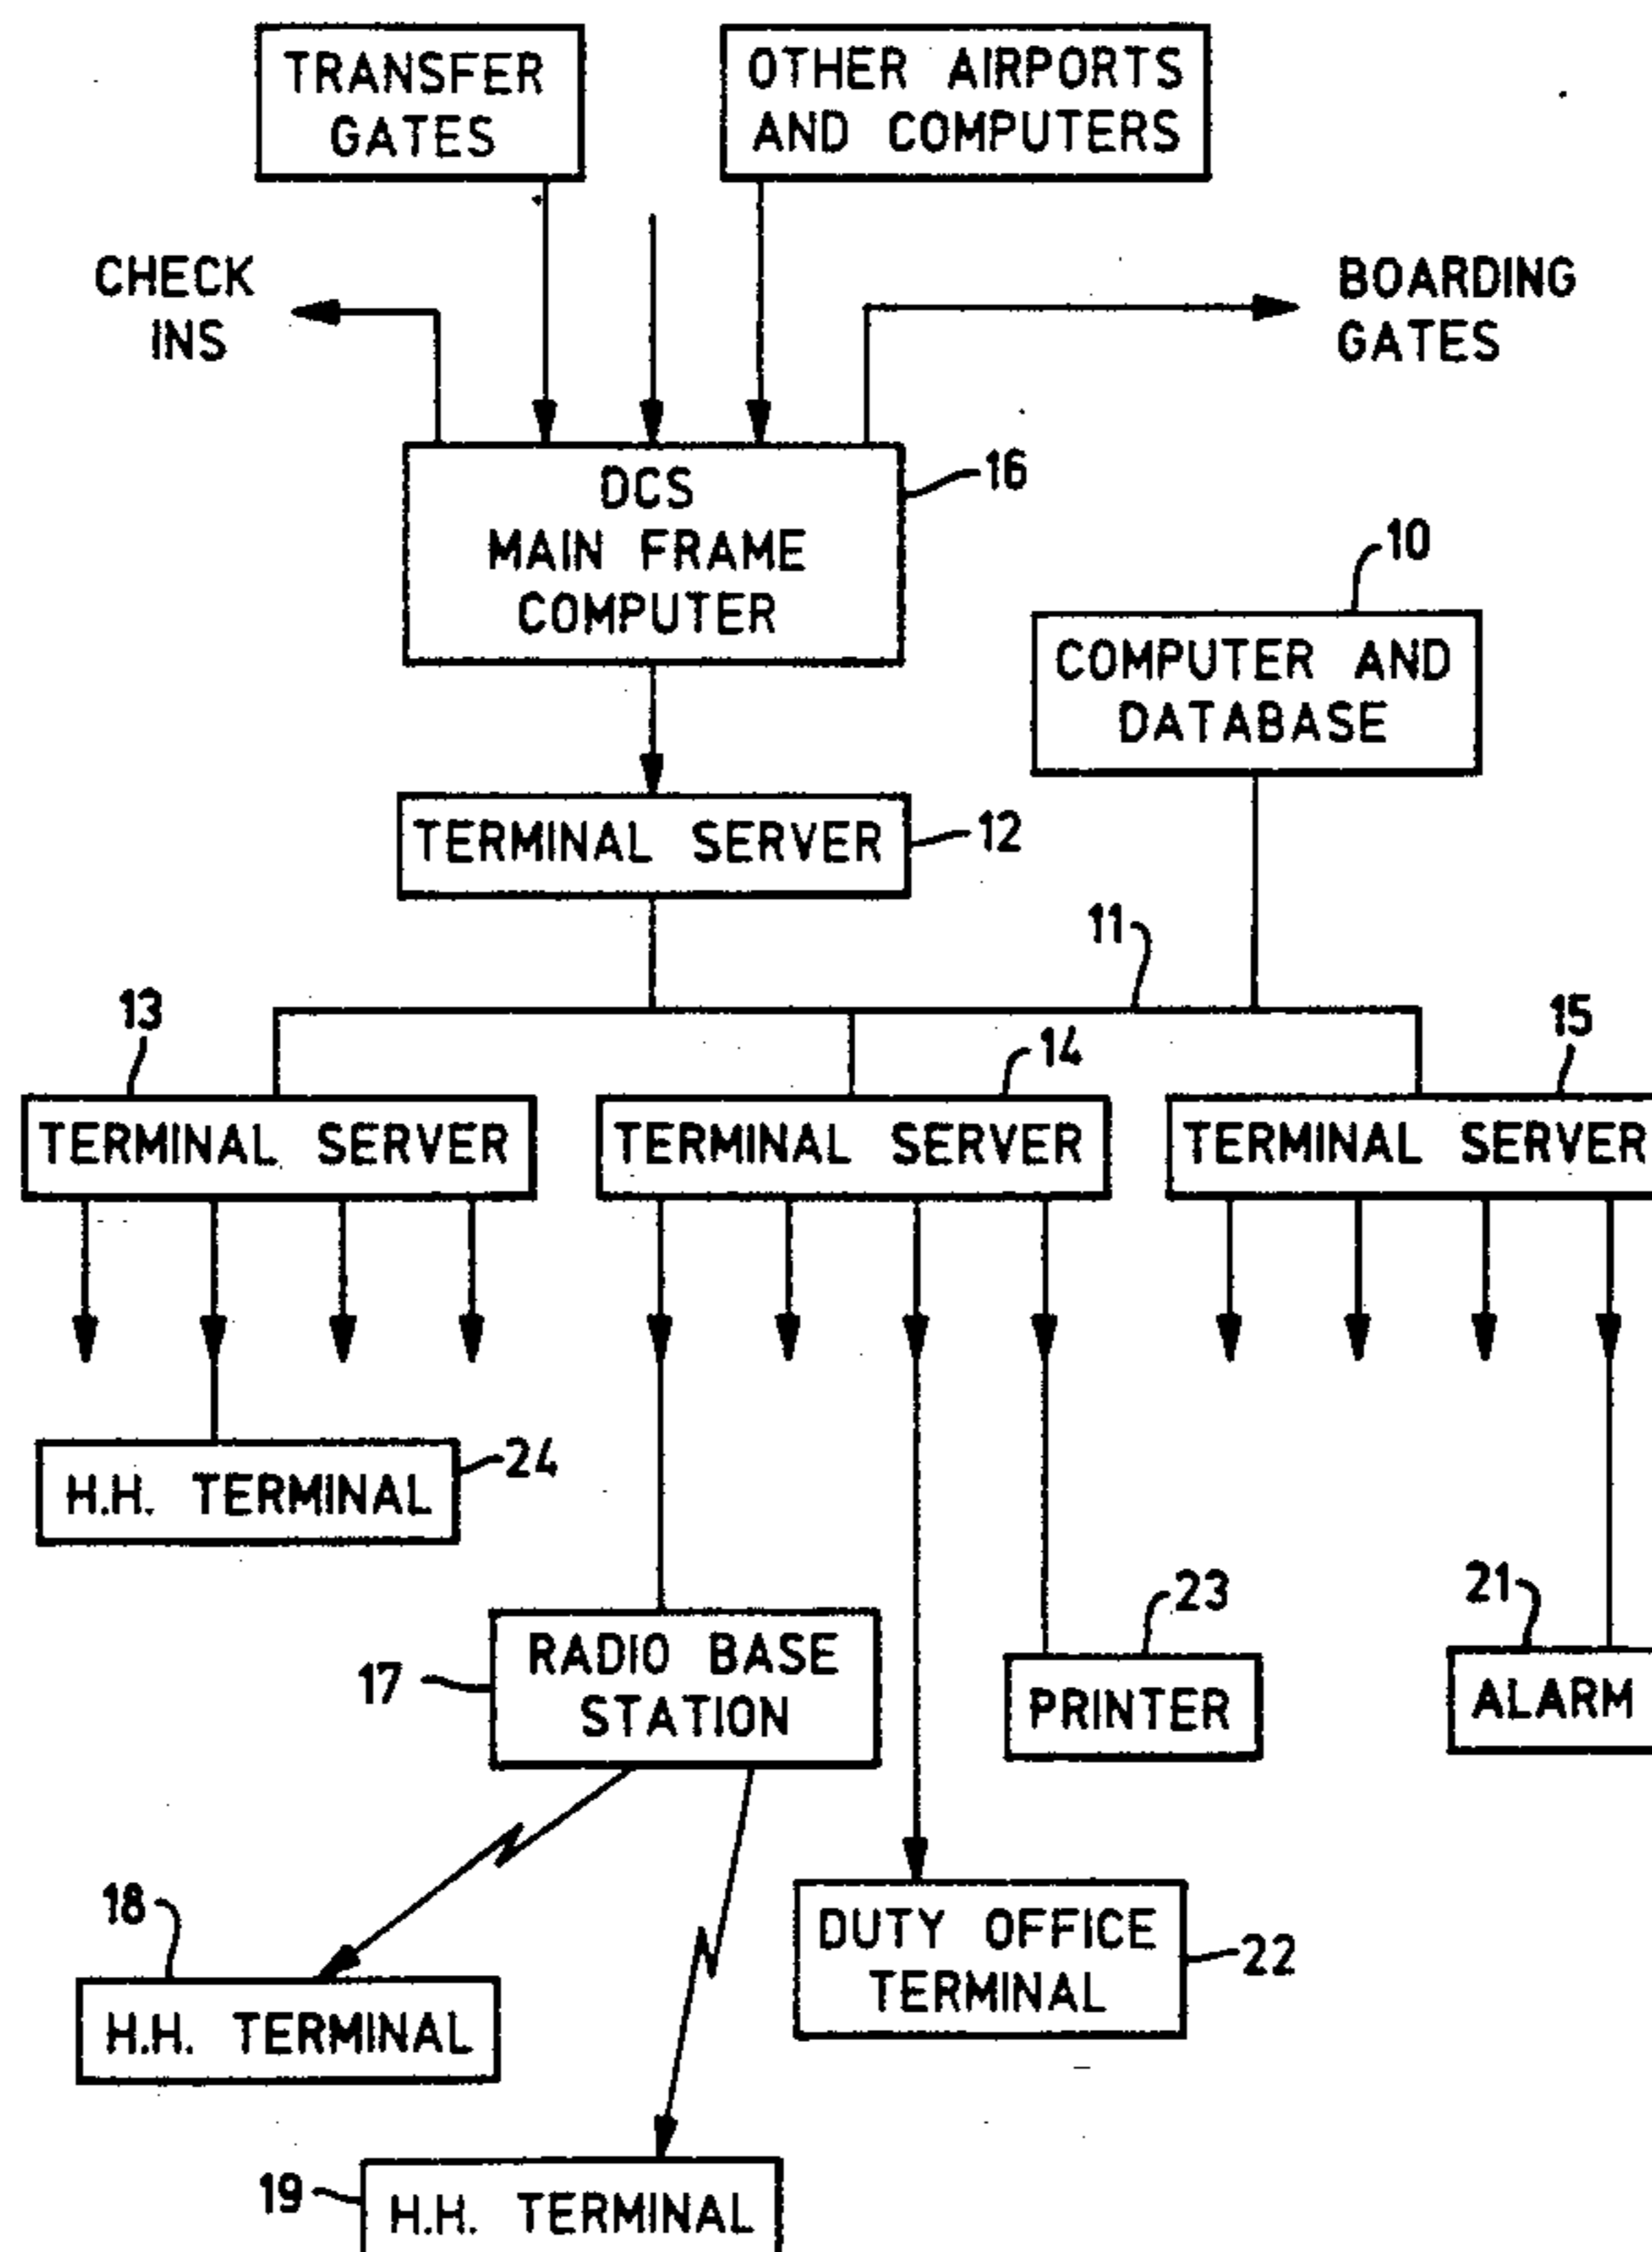 TRANSFER
GATES
OTHER AIRPORTS
AND COMPUTERS
CHECK
INS
BOARDING
GATES
DCS
MAIN FRAME
COMPUTER
16
10
COMPUTER AND
DATABASE
TERMINAL SERVER
12
11
13
14
15
TERMINAL SERVER
TERMINAL SERVER
TERMINAL SERVER
H.H. TERMINAL
24
17
RADIO BASE
STATION
23
PRINTER
21
ALARM
18
H.H. TERMINAL
DUTY OFFICE
TERMINAL
22
19
H.H. TERMINAL